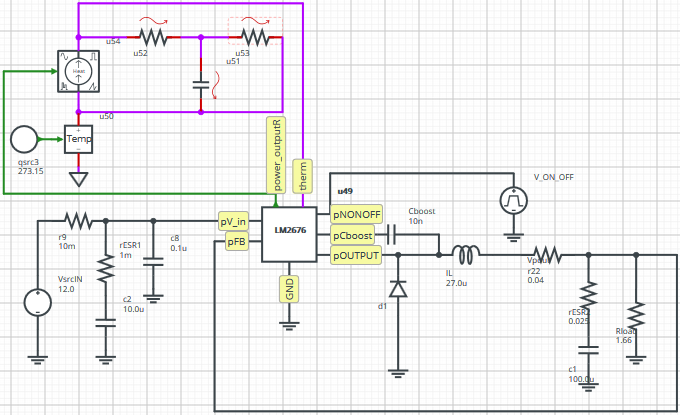 u54
u52
u53
u51
Heat
u50
Temp
qsrc3
273.15
power_outputR
therm
u49
V_ON_OFF
pV_in
pFB
LM2676
pNONOFF
pCboost
pOUTPUT
GND
Cboost
10n
r9
10m
rESR1
1m
c8
0.1u
VsrcIN
12.0
c2
10.0u
d1
IL
27.0u
r22
0.04
rESR2
0.025
Rload
1.66
c1
100.0u